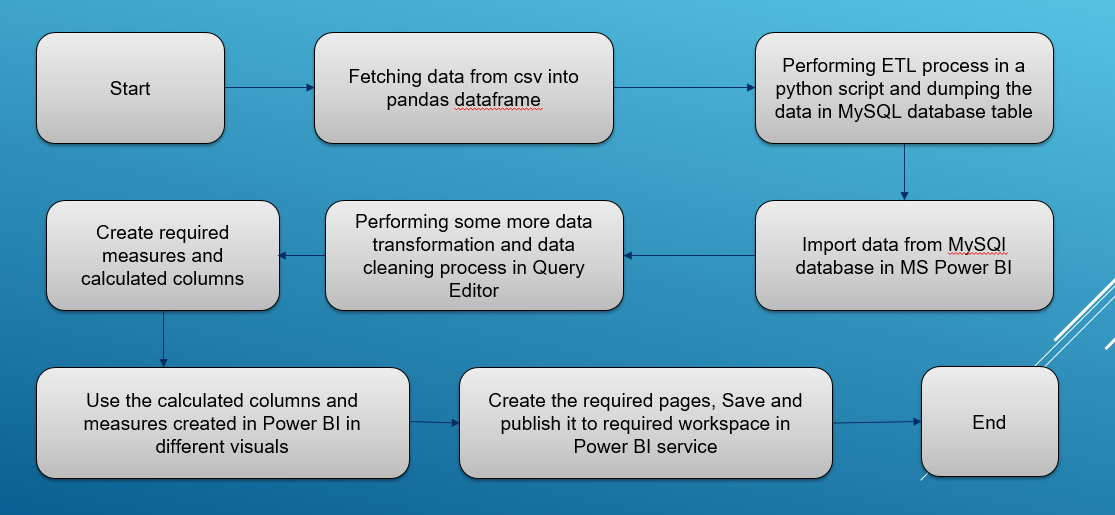 Start
Fetching data from csv into
pandas dataframe
Performing ETL process in a
python script and dumping the
data in MySQL database table
Create required
measures and
calculated columns
Performing some more data
transformation and data
cleaning process in Query
Editor
Import data from MySQl
database in MS Power BI
Use the calculated columns and
measures created in Power BI in
different visuals
Create the required pages, Save and
publish it to required workspace in
Power BI service
End